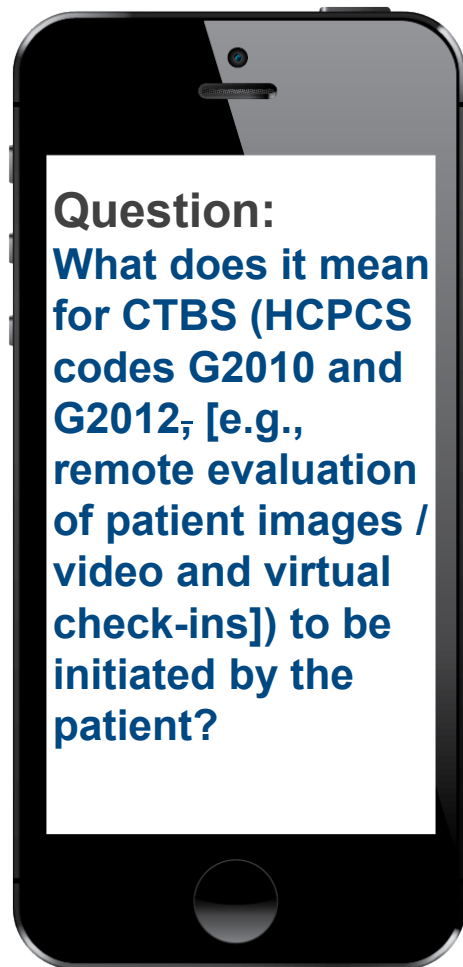 Question:
What does it mean
for CTBS (HCPCS
codes G2010 and
G2012, [e.g.,
remote evaluation
of patient images /
video and virtual
check-ins]) to be
initiated by the
patient?